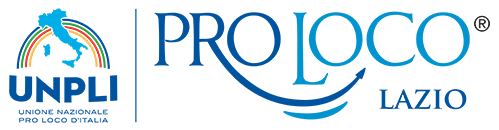 UNPLI
UNIONE NAZIONALE
PRO LOCO D'ITALIA
PRO LOCO®
LAZIO